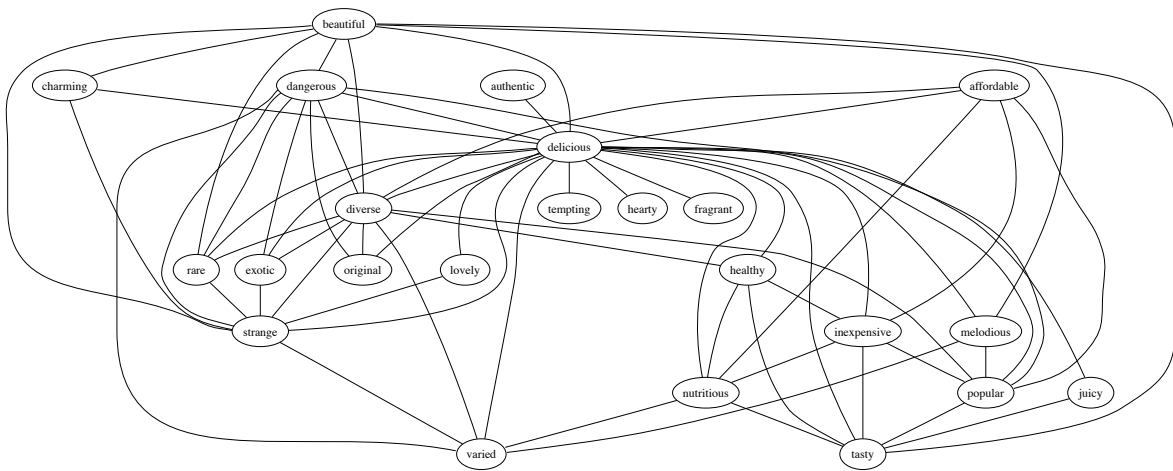 beautiful
charming
dangerous
authentic
affordable
delicious
diverse
tempting
hearty
fragrant
rare
exotic
original
lovely
healthy
strange
inexpensive
melodious
nutritious
popular
juicy
varied
tasty